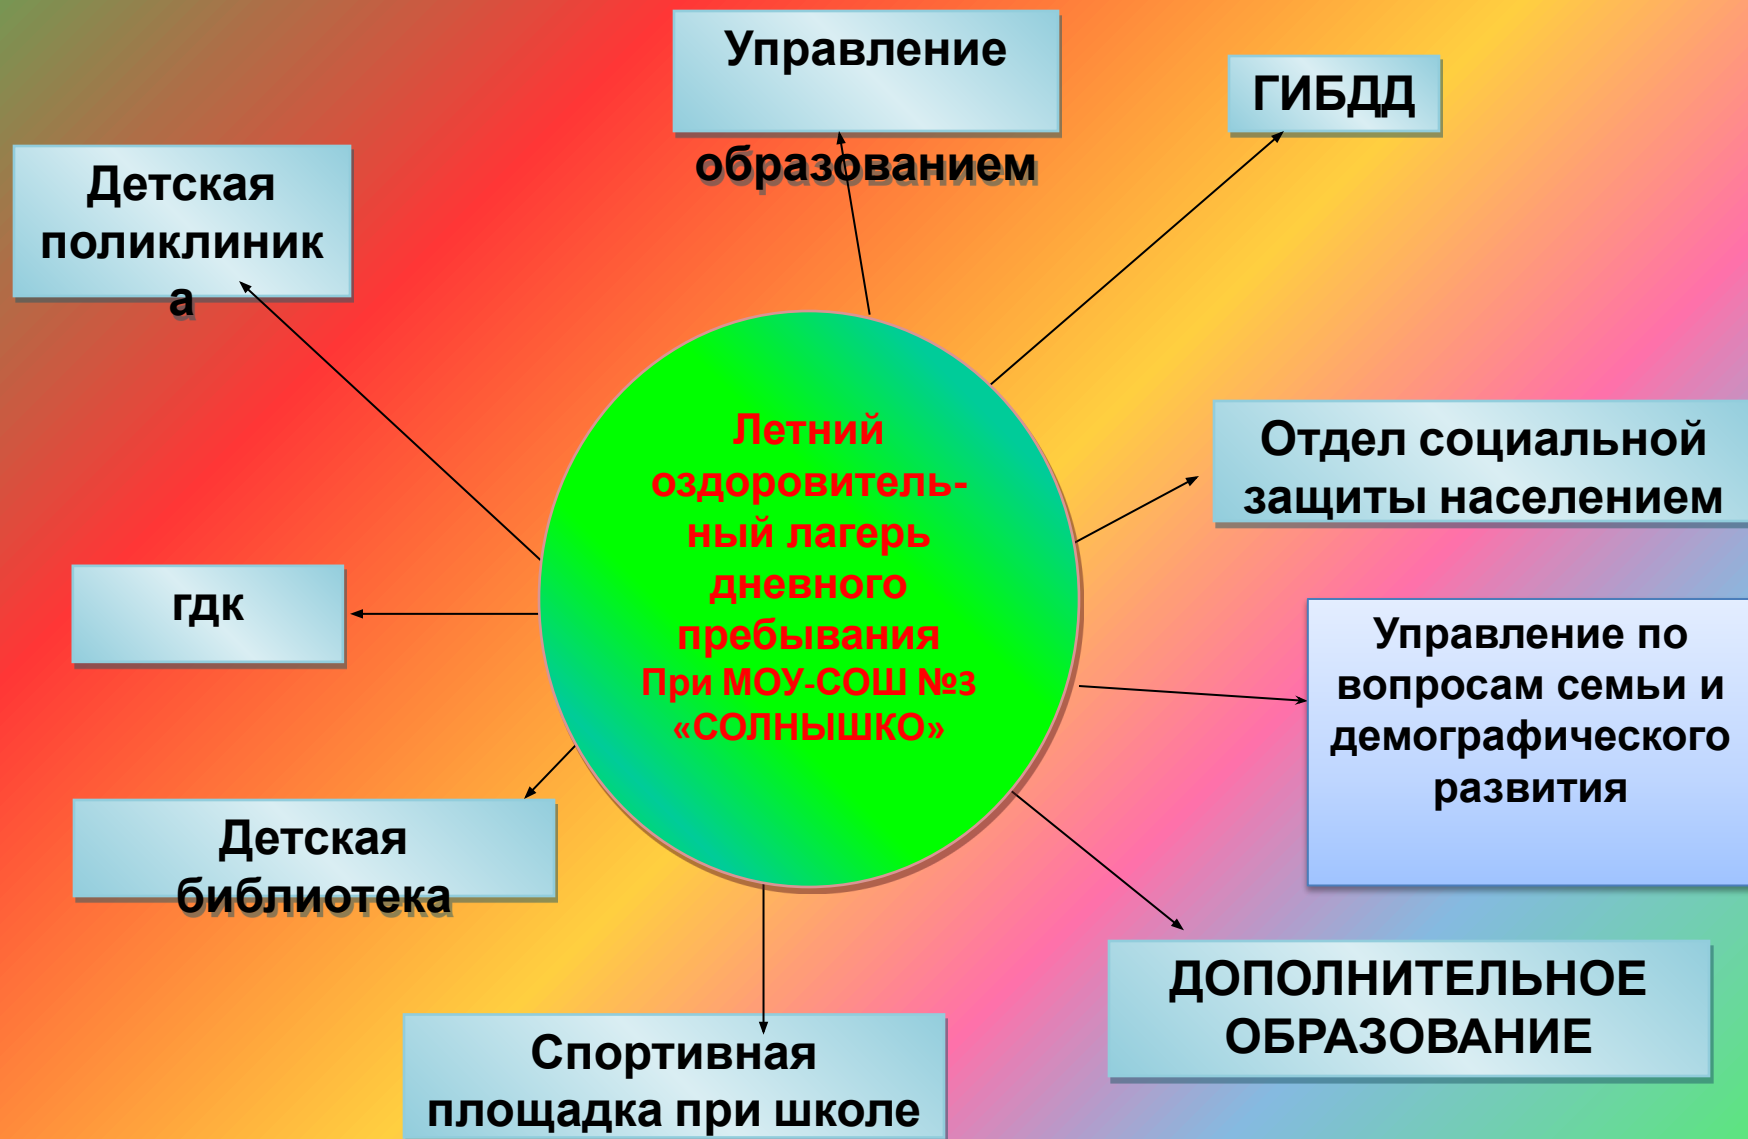 Управление
образованием
ГИБДД
Детская
поликлиник
а
Летний
оздоровитель-
ный лагерь
дневного
пребывания
При МОУ-СОШ №3
«СОЛНЫШКО»
Отдел социальной
защиты населением
гдк
Управление по
вопросам семьи и
демографического
развития
Детская
библиотека
ДОПОЛНИТЕЛЬНОЕ
ОБРАЗОВАНИЕ
Спортивная
площадка при школе